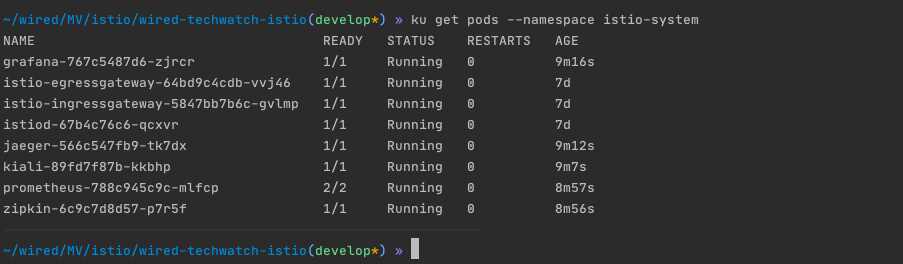 ~/wired/MV/istio/wired-techwatch-istio(develop*) » ku get pods --namespace istio-system
NAME READY STATUS RESTARTS AGE
grafana-767c5487d6-zjrcr 1/1 Running 0 9m16s
istio-egressgateway-64bd9c4cdb-vvj46 1/1 Running 0 7d
istio-ingressgateway-5847bb7b6c-gvlmp 1/1 Running 0 7d
istiod-67b4c76c6-qcxvr 1/1 Running 0 7d
jaeger-566c547fb9-tk7dx 1/1 Running 0 9m12s
kiali-89fd7f87b-kkbhp 1/1 Running 0 9m7s
prometheus-788c945c9c-mlfcp 2/2 Running 0 8m57s
zipkin-6c9c7d8d57-p7r5f 1/1 Running 0 8m56s
~/wired/MV/istio/wired-techwatch-istio(develop*) »